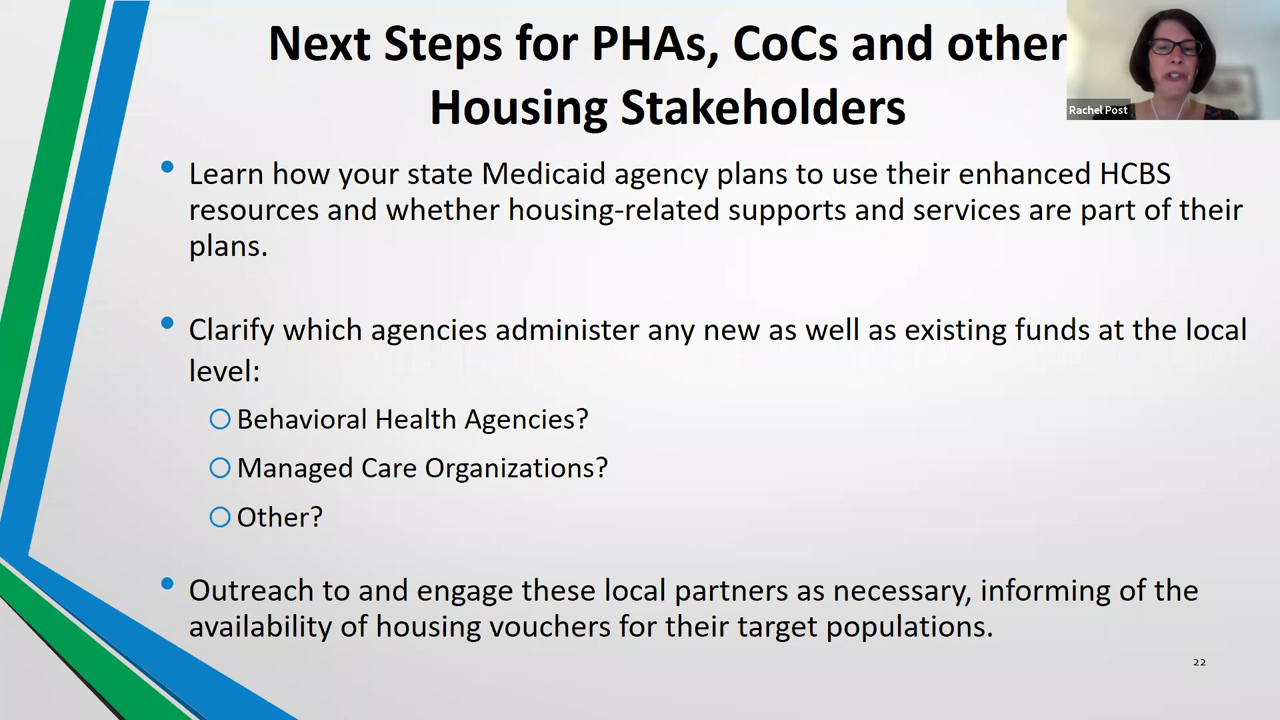 Next Steps for PHAs, CoCs and other
Housing Stakeholders
Rachel Post
Learn how your state Medicaid agency plans to use their enhanced HCBS
resources and whether housing-related supports and services are part of their
plans.
Clarify which agencies administer any new as well as existing funds at the local
level:
Behavioral Health Agencies?
Managed Care Organizations?
Other?
Outreach to and engage these local partners as necessary, informing of the
availability of housing vouchers for their target populations.
22